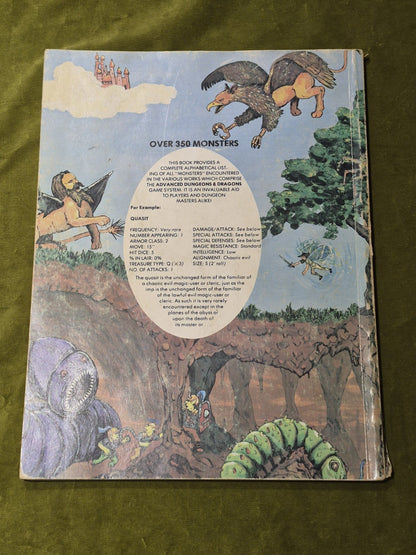 OVER 350 MONSTERS
THIS BOOK PROVIDES A
COMPLETE ALPHABETICAL LIST-
ING OF ALL "MONSTERS" ENCOUNTERED
IN THE VARIOUS WORKS WHICH COMPRISE
THE ADVANCED DUNGEONS & DRAGONS
GAME SYSTEM. IT IS AN INVALUABLE AID
TO PLAYERS AND DUNGEON
MASTERS ALIKE!
For Example:
QUASIT
FREQUENCY: Very rare
NUMBER APPEARING: 1
ARMOR CLASS: 2
MOVE: 15"
HIT DICE: 3
% IN LAIR: 0%
TREASURE TYPE: Q (×3)
NO. OF ATTACKS: 1
DAMAGE/ATTACK: See below
SPECIAL ATTACKS: See below
SPECIAL DEFENSES: See below
MAGIC RESISTANCE: Standard
INTELLIGENCE: Low
ALIGNMENT: Chaotic evil
SIZE: S (2' tall)
The quasit is the unchanged form of the familiar of
a chaotic evil magic-user or cleric, just as the
imp is the unchanged form of the familiar
of the lawful evil magic-user or
cleric. As such it is very rarely
encountered except in the
planes of the abyss or
upon the death of
its master or